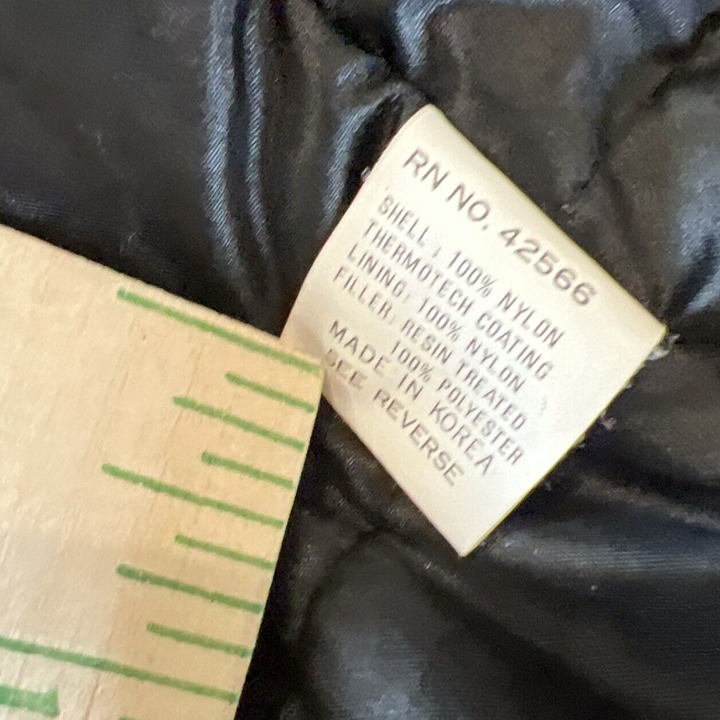 RN NO. 42566
SHELL; 100% NYLON
THERMOTECH COATING
LINING; 100% NYLON
FILLER; RESIN TREATED
100% POLYESTER
MADE IN KOREA
SEE REVERSE